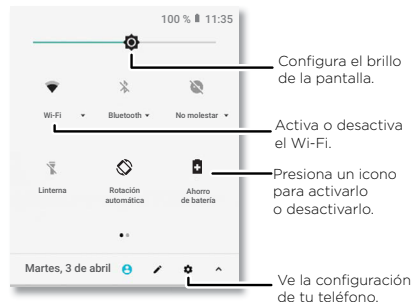 100 % 11:35
Configura el brillo
de la pantalla.
Wi-Fi
Bluetooth
No molestar
Activa o desactiva
el Wi-Fi.
Linterna
Rotación
automática
Ahorro
de batería
Presiona un icono
para activarlo
o desactivarlo.
Martes, 3 de abril
Ve la configuración
de tu teléfono.